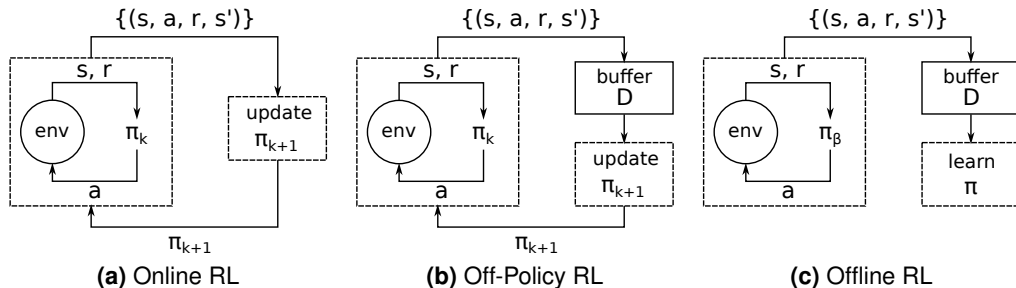 {(s, a, r, s')}
s, r
env
π_k
a
update
π_{k+1}
π_{k+1}
(a) Online RL
{(s, a, r, s')}
s, r
env
π_k
a
buffer
D
update
π_{k+1}
π_{k+1}
(b) Off-Policy RL
{(s, a, r, s')}
s, r
env
π_β
a
buffer
D
learn
π
(c) Offline RL